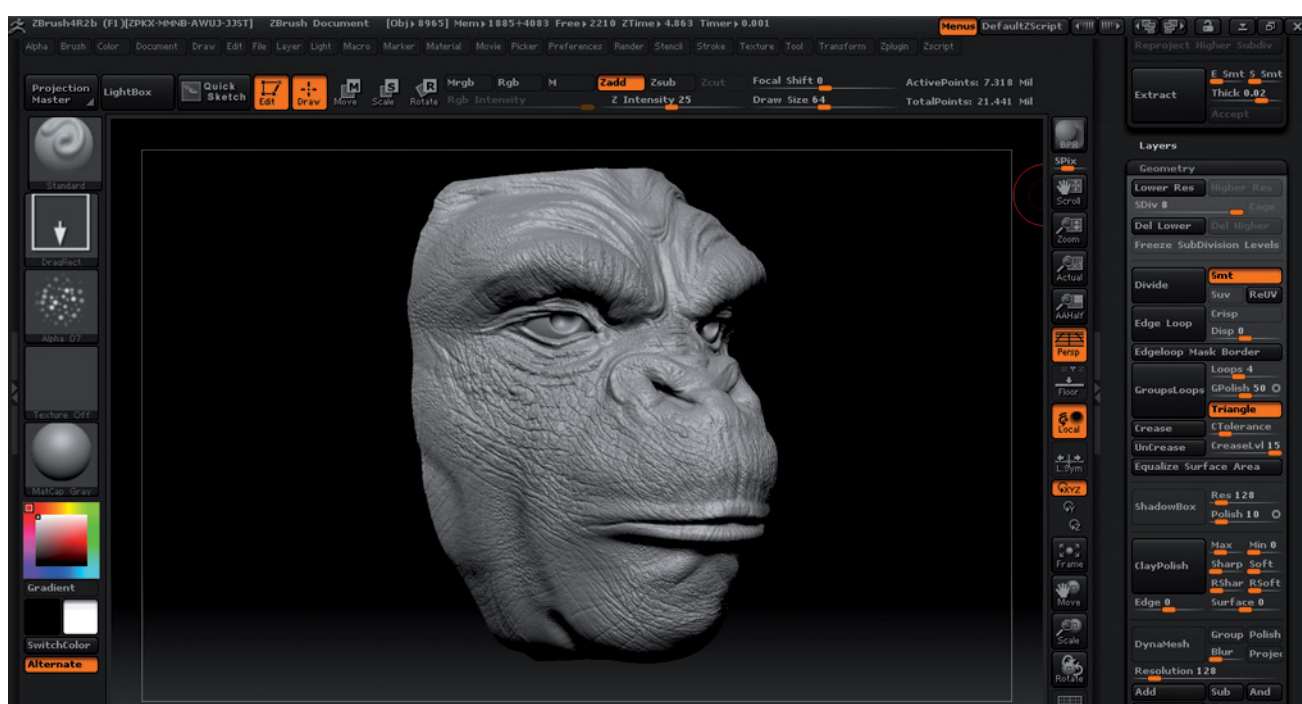 ZBrush4R2b (F1)[ZPKX-MMNB-AWUJ-JJST] ZBrush Document [Obj▸8965] Mem▸1885+4083 Free▸2210 ZTime▸4.863 Timer▸0.001 Menus DefaultZScript
Alpha Brush Color Document Draw Edit File Layer Light Macro Marker Material Movie Picker Preferences Render Stencil Stroke Texture Tool Transform Zplugin Zscript
Projection Master
LightBox
Quick Sketch
Edit
Draw
Move
Scale
Rotate
Mrgb Rgb M
Rgb Intensity
Zadd Zsub Zcut
Z Intensity 25
Focal Shift 0
Draw Size 64
ActivePoints: 7.318 Mil
TotalPoints: 21.441 Mil
Standard
DragRect
Alpha 07
Texture Off
MatCap Gray
Gradient
SwitchColor
Alternate
BPR
SPix
Scroll
Zoom
Actual
AAHalf
Persp
Floor
Local
L.Sym
XYZ
Y
Z
Frame
Move
Scale
Rotate
Reproject Higher Subdiv
Extract
E Smt S Smt
Thick 0.02
Accept
Layers
Geometry
Lower Res Higher Res
SDiv 8 Cage
Del Lower Del Higher
Freeze SubDivision Levels
Divide
Smt
Suv ReUV
Edge Loop
Crisp
Disp 0
Edgeloop Mask Border
GroupsLoops
Loops 4
GPolish 50
Triangle
Crease CTolerance
UnCrease CreaseLvl 15
Equalize Surface Area
ShadowBox
Res 128
Polish 10
ClayPolish
Max Min 0
Sharp Soft
RShar RSoft
Edge 0 Surface 0
DynaMesh
Group Polish
Blur Projec
Resolution 128
Add Sub And